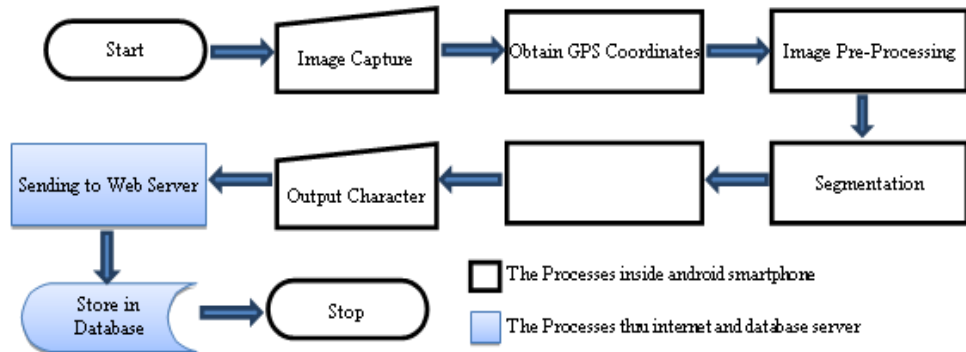 Start
Image Capture
Obtain GPS Coordinates
Image Pre-Processing
Segmentation
Output Character
Sending to Web Server
Store in
Database
Stop
The Processes inside android smartphone
The Processes thru internet and database server